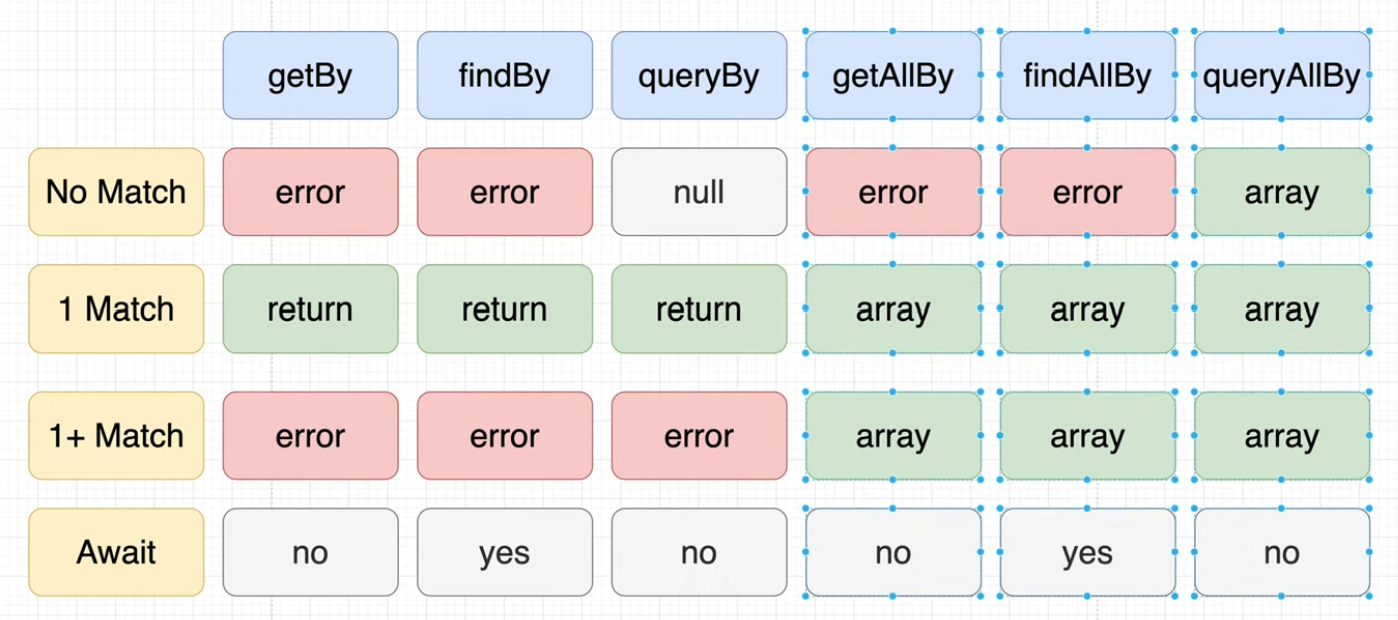 getBy findBy queryBy getAllBy findAllBy queryAllBy
No Match error error null error error array
1 Match return return return array array array
1+ Match error error error array array array
Await no yes no no yes no